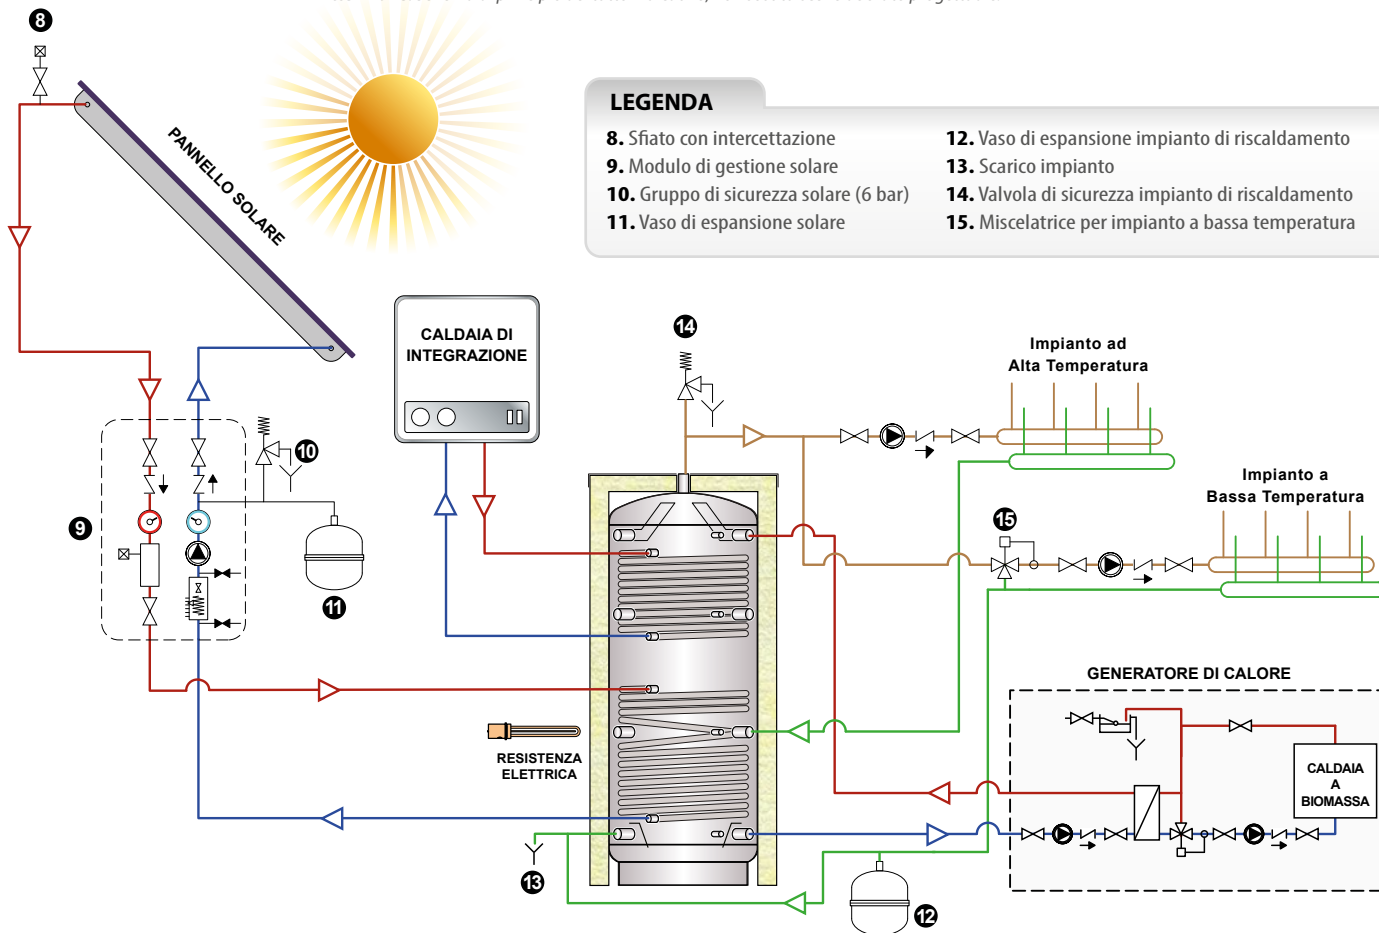 8
PANNELLO SOLARE
LEGENDA
8. Sfiato con intercettazione
9. Modulo di gestione solare
10. Gruppo di sicurezza solare (6 bar)
11. Vaso di espansione solare
12. Vaso di espansione impianto di riscaldamento
13. Scarico impianto
14. Valvola di sicurezza impianto di riscaldamento
15. Miscelatrice per impianto a bassa temperatura
CALDAIA DI
INTEGRAZIONE
14
Impianto ad
Alta Temperatura
10
Impianto a
Bassa Temperatura
9
15
11
GENERATORE DI CALORE
RESISTENZA
ELETTRICA
CALDAIA
A
BIOMASSA
13
12